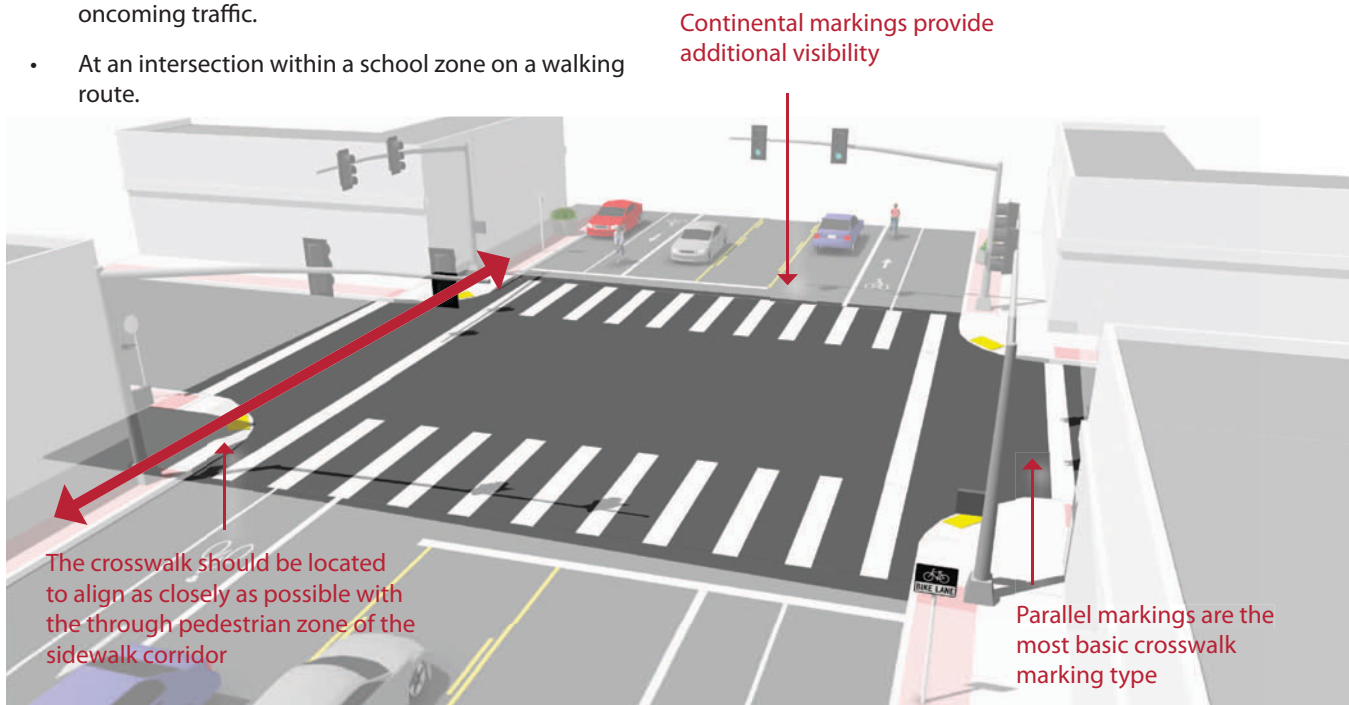 oncoming traffic.
• At an intersection within a school zone on a walking
route.
Continental markings provide
additional visibility
The crosswalk should be located
to align as closely as possible with
the through pedestrian zone of the
sidewalk corridor
BIKE LANE
Parallel markings are the
most basic crosswalk
marking type